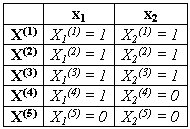 x₁ x₂
X⁽¹⁾ X₁⁽¹⁾ = 1 X₂⁽¹⁾ = 1
X⁽²⁾ X₁⁽²⁾ = 1 X₂⁽²⁾ = 1
X⁽³⁾ X₁⁽³⁾ = 1 X₂⁽³⁾ = 1
X⁽⁴⁾ X₁⁽⁴⁾ = 1 X₂⁽⁴⁾ = 0
X⁽⁵⁾ X₁⁽⁵⁾ = 0 X₂⁽⁵⁾ = 0